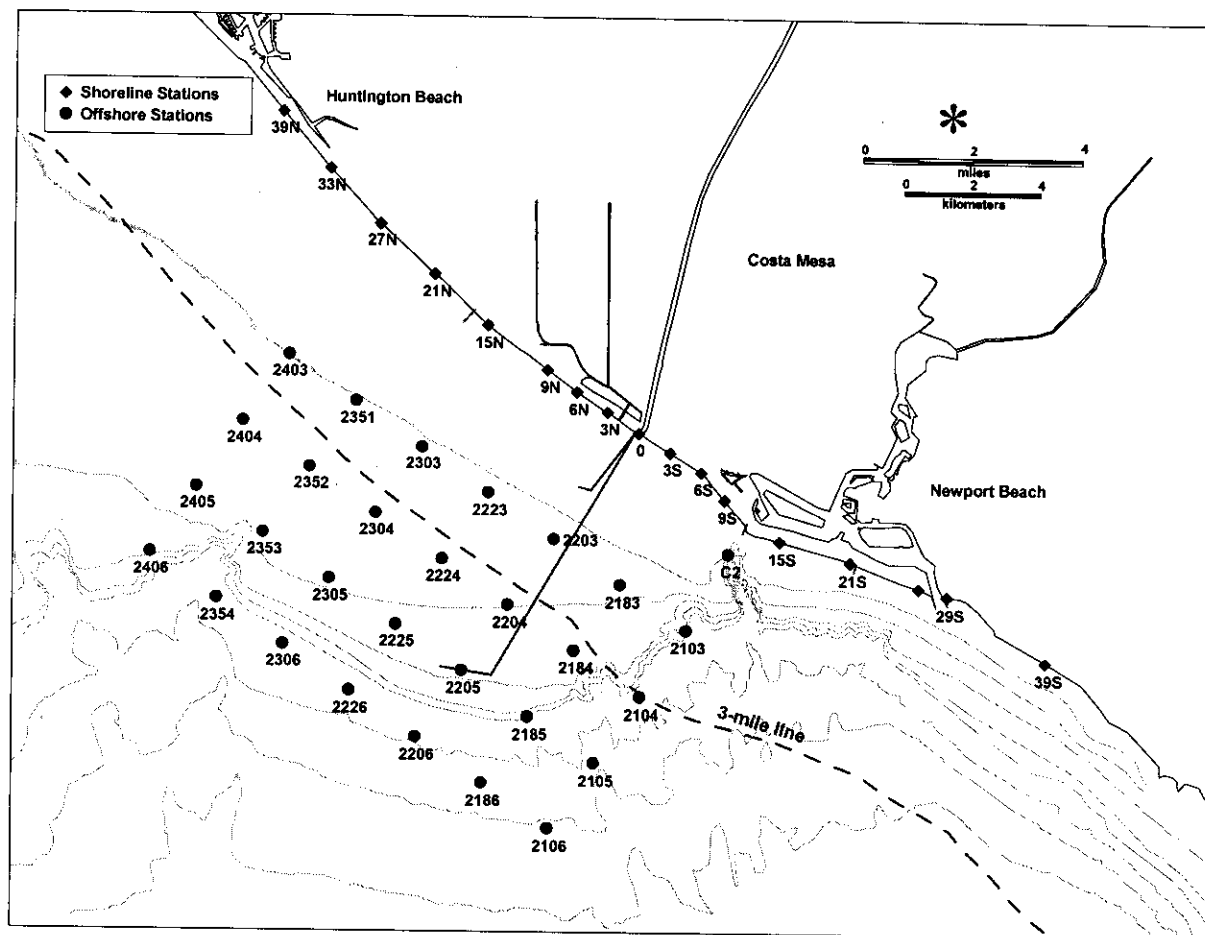 Shoreline Stations
Offshore Stations
Huntington Beach
39N
33N
27N
21N
15N
9N
6N
3N
0
3S
6S
9S
15S
21S
29S
39S
0 2 4
miles
0 2 4
kilometers
Costa Mesa
Newport Beach
2403
2351
2404
2303
2352
2405
2223
2304
2353
2203
2406
2224
C2
2305
2183
2354
2204
2225
2103
2306
2184
2205
2226
2104
3-mile line
2185
2206
2105
2186
2106